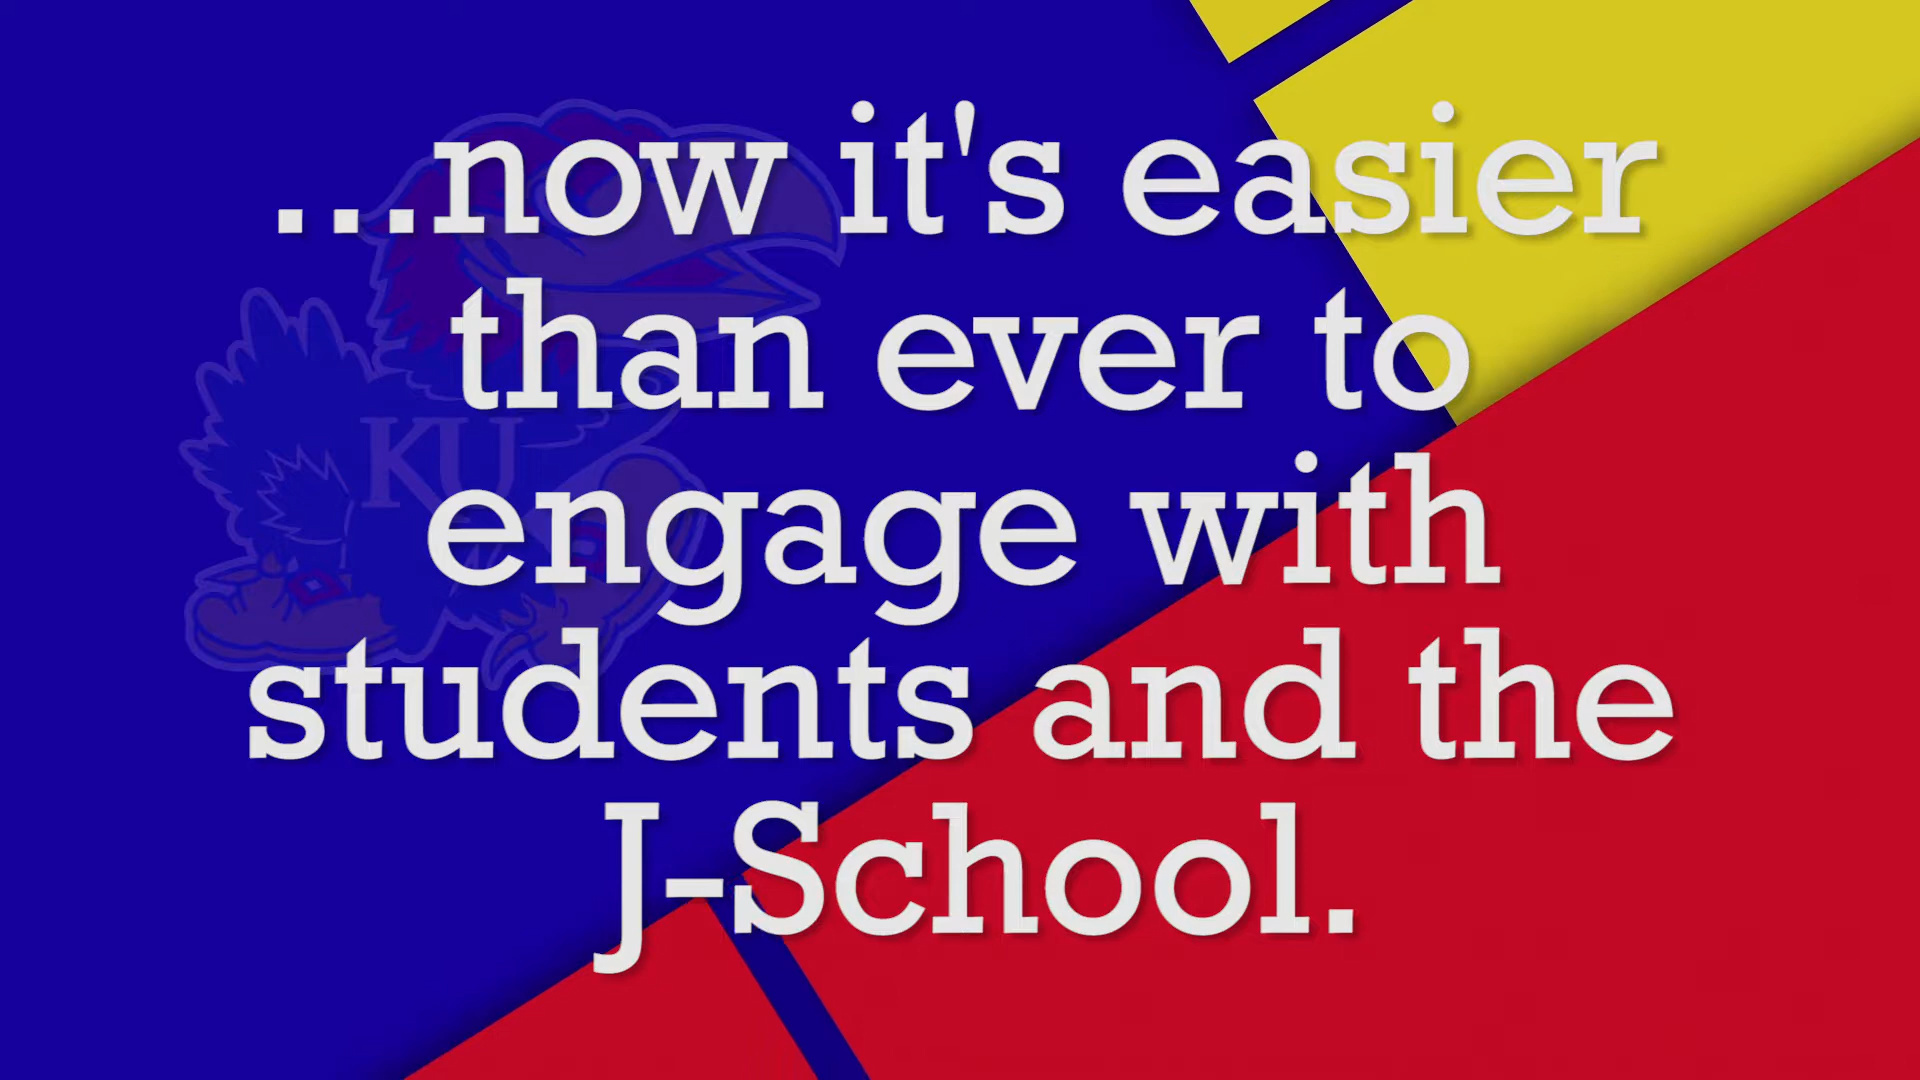 ...now it's easier
than ever to
engage with
students and the
J-School.
KU